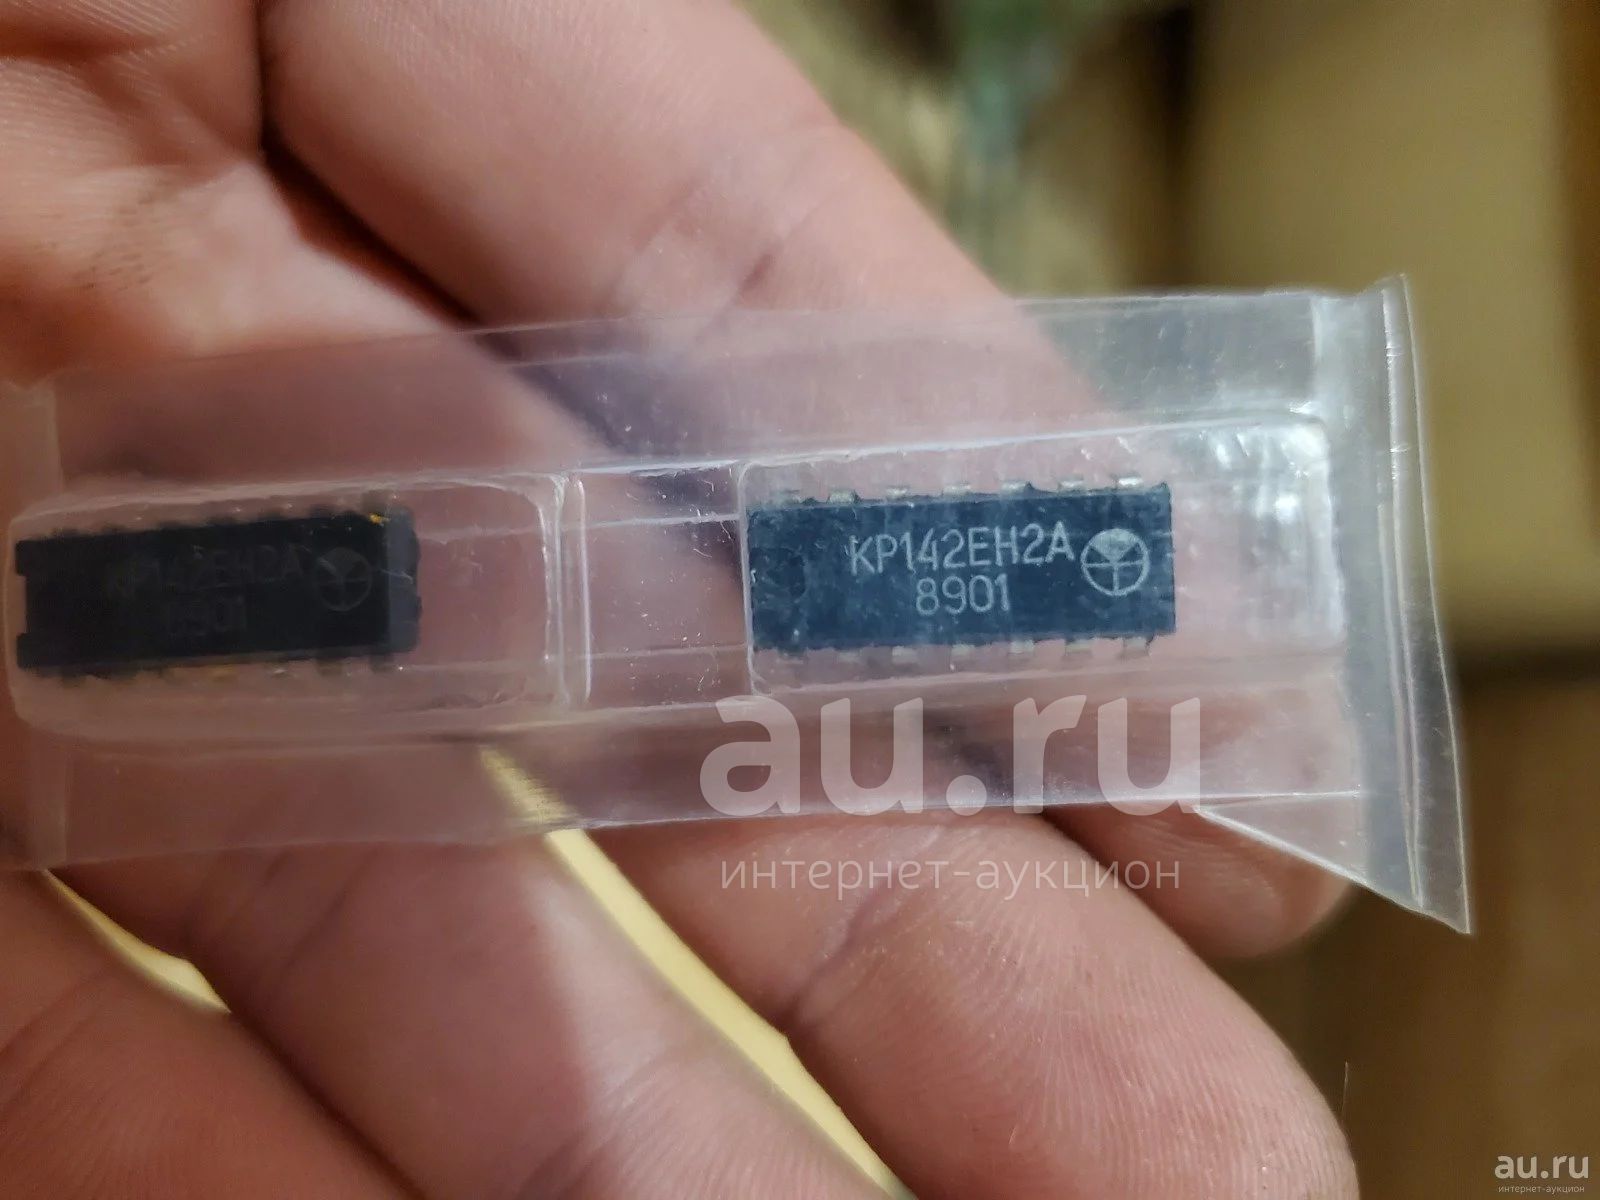 КР142ЕН2А
8901
КР142ЕН2А
8901
au.ru
интернет-аукцион
au.ru
интернет-аукцион